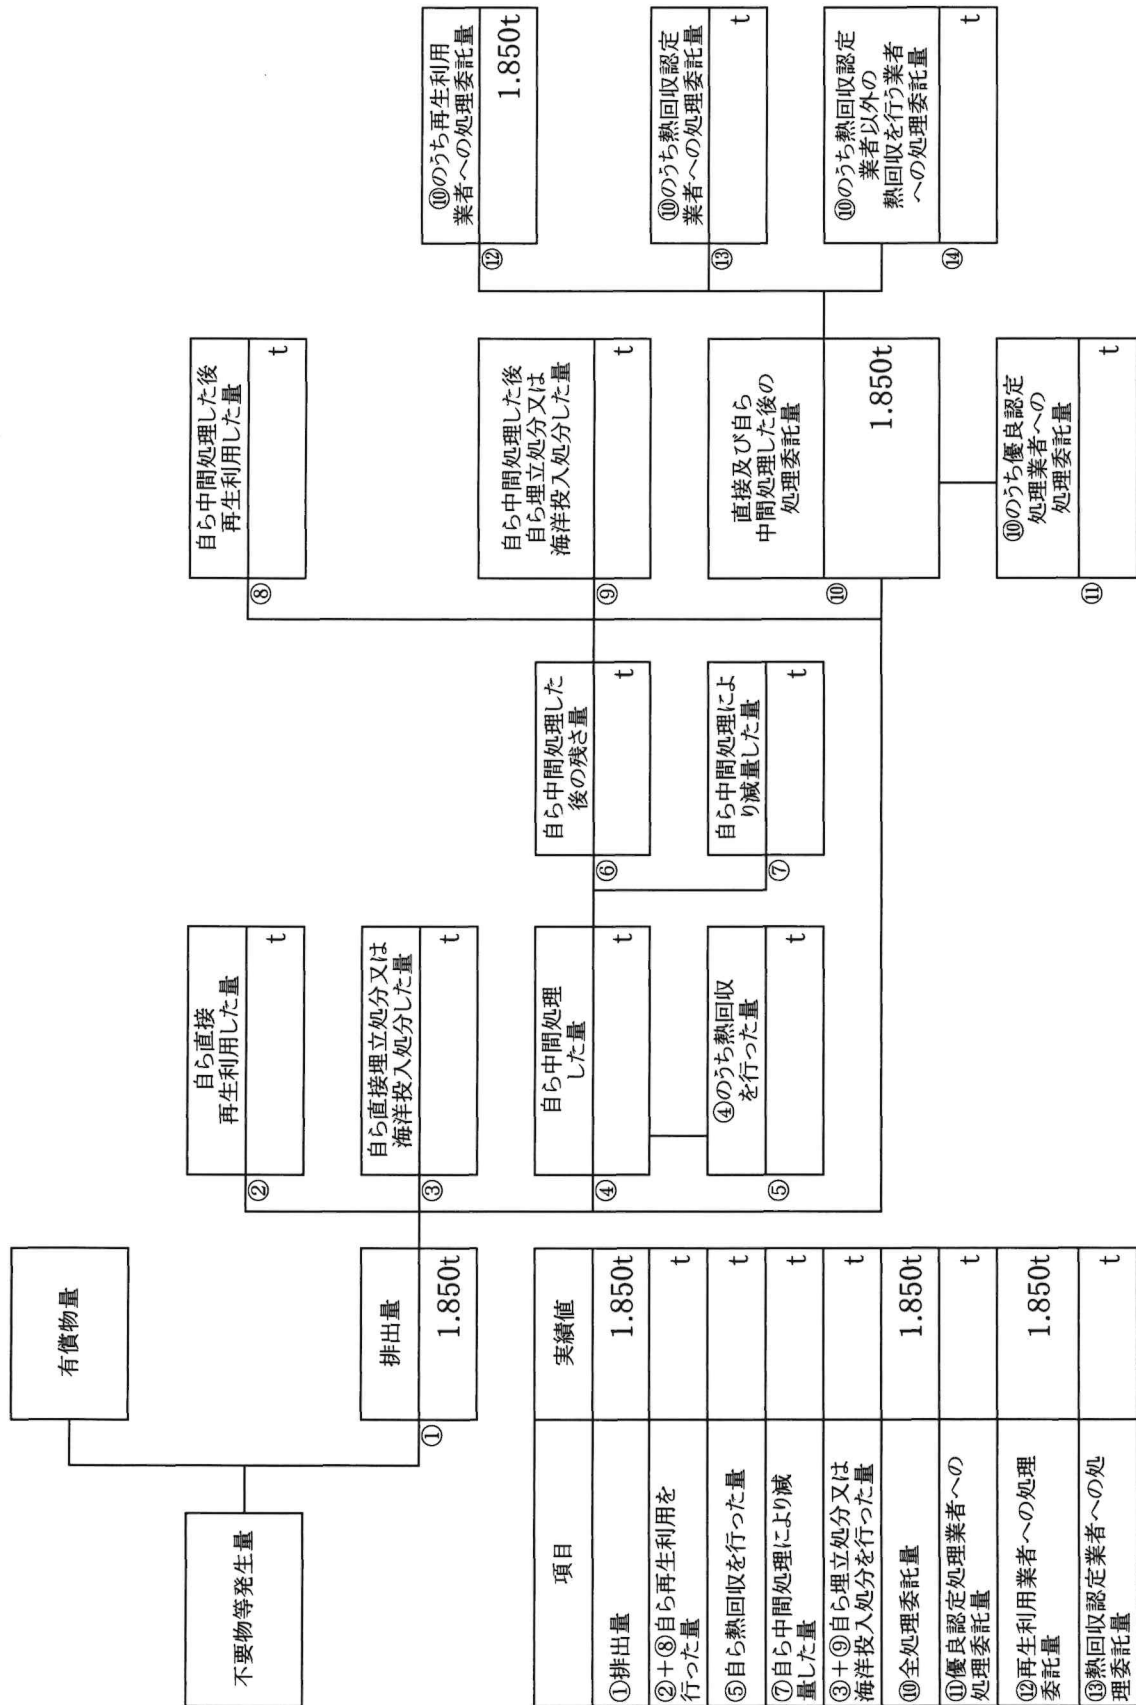 不要物等発生量
有償物量
①
排出量
1.850t
②
自ら直接
再生利用した量
t
③
自ら直接埋立処分又は
海洋投入処分した量
t
④
自ら中間処理
した量
t
⑤
④のうち熱回収
を行った量
t
⑥
自ら中間処理した
後の残さ量
t
⑦
自ら中間処理によ
り減量した量
t
⑧
自ら中間処理した後
再生利用した量
t
⑨
自ら中間処理した後
自ら埋立処分又は
海洋投入処分した量
t
⑩
直接及び自ら
中間処理した後の
処理委託量
1.850t
⑪
⑩のうち優良認定
処理業者への
処理委託量
t
⑫
⑩のうち再生利用
業者への処理委託量
1.850t
⑬
⑩のうち熱回収認定
業者への処理委託量
t
⑭
⑩のうち熱回収認定
業者以外の
熱回収を行う業者
への処理委託量
t
項目 実績値
①排出量 1.850t
②+⑧自ら再生利用を
行った量 t
⑤自ら熱回収を行った量 t
⑦自ら中間処理により減
量した量 t
③+⑨自ら埋立処分又は
海洋投入処分を行った量 t
⑩全処理委託量 1.850t
⑪優良認定処理業者への
処理委託量 t
⑫再生利用業者への処理
委託量 1.850t
⑬熱回収認定業者への処
理委託量 t